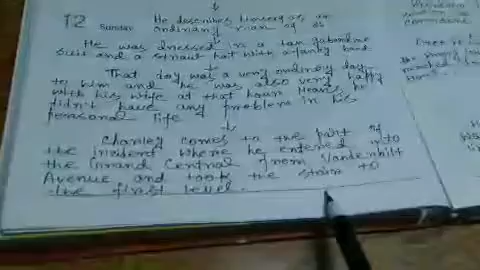 12 Sunday He describes himself as an
ordinary man of 31
He was dressed in a tan gabardine
suit and a straw hat with a fancy band
That day was a very ordinary day
to him and he was also very happy
with his wife at that hour. Means he
didn't have any problem in his
personal life
Charley comes to the part of
the incident where he entered into
the Grand Central from Vanderbilt
Avenue and took the stairs to
the first level.